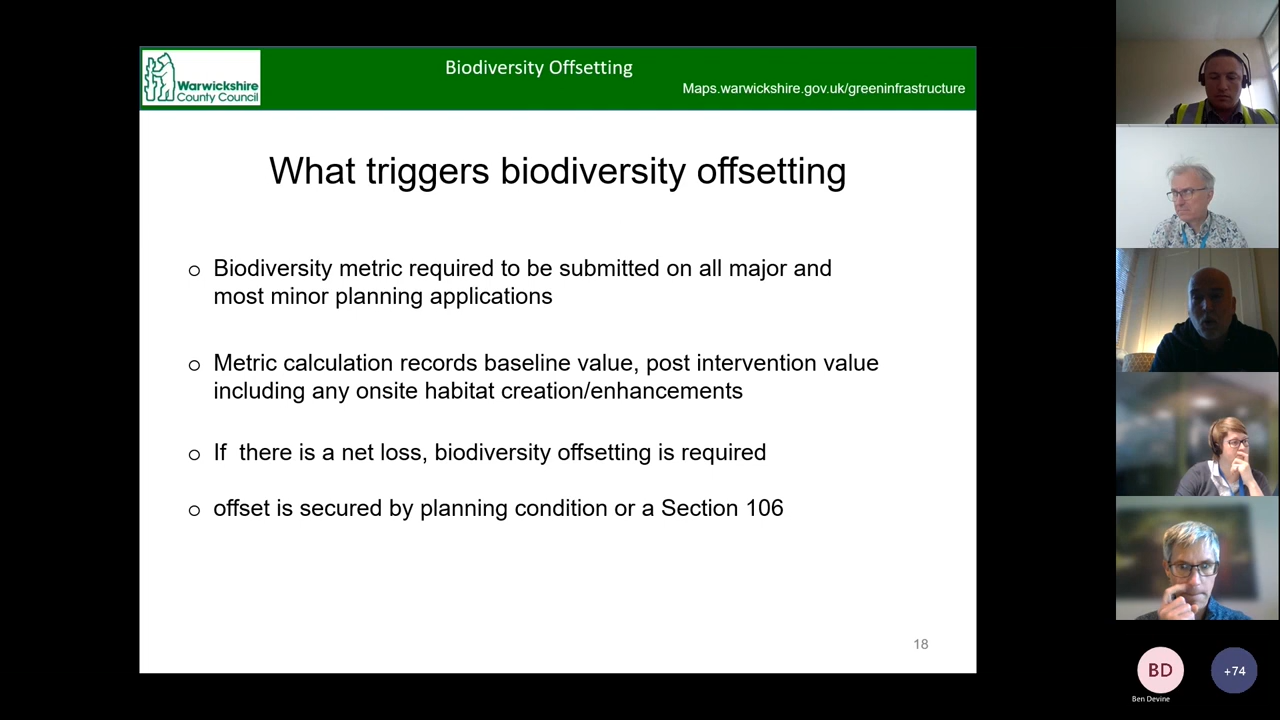 Warwickshire
County Council
Biodiversity Offsetting
Maps.warwickshire.gov.uk/greeninfrastructure
What triggers biodiversity offsetting
o Biodiversity metric required to be submitted on all major and
most minor planning applications
o Metric calculation records baseline value, post intervention value
including any onsite habitat creation/enhancements
o If  there is a net loss, biodiversity offsetting is required
o offset is secured by planning condition or a Section 106
18
BD
+74
Ben Devine